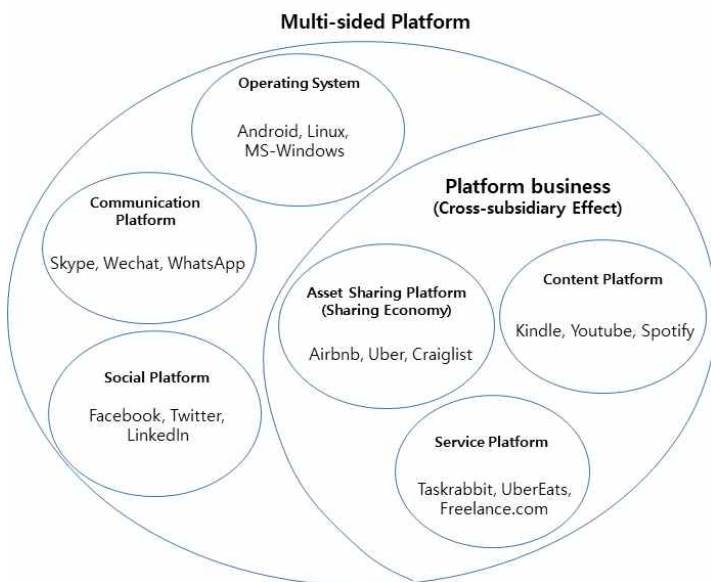 Multi-sided Platform
Operating System
Android, Linux,
MS-Windows
Communication
Platform
Skype, Wechat, WhatsApp
Social Platform
Facebook, Twitter,
LinkedIn
Platform business
(Cross-subsidiary Effect)
Asset Sharing Platform
(Sharing Economy)
Airbnb, Uber, Craiglist
Content Platform
Kindle, Youtube, Spotify
Service Platform
Taskrabbit, UberEats,
Freelance.com